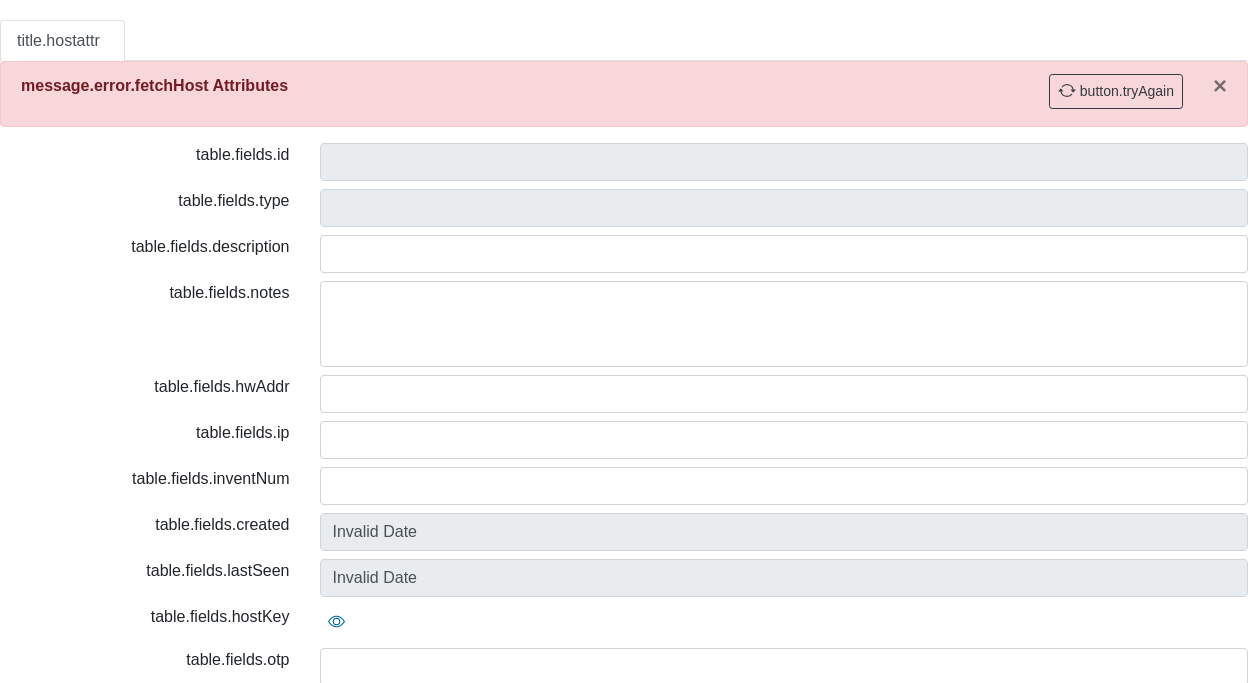 title.hostattr
message.error.fetchHost Attributes
button.tryAgain
×
table.fields.id
table.fields.type
table.fields.description
table.fields.notes
table.fields.hwAddr
table.fields.ip
table.fields.inventNum
table.fields.created
Invalid Date
table.fields.lastSeen
Invalid Date
table.fields.hostKey
table.fields.otp